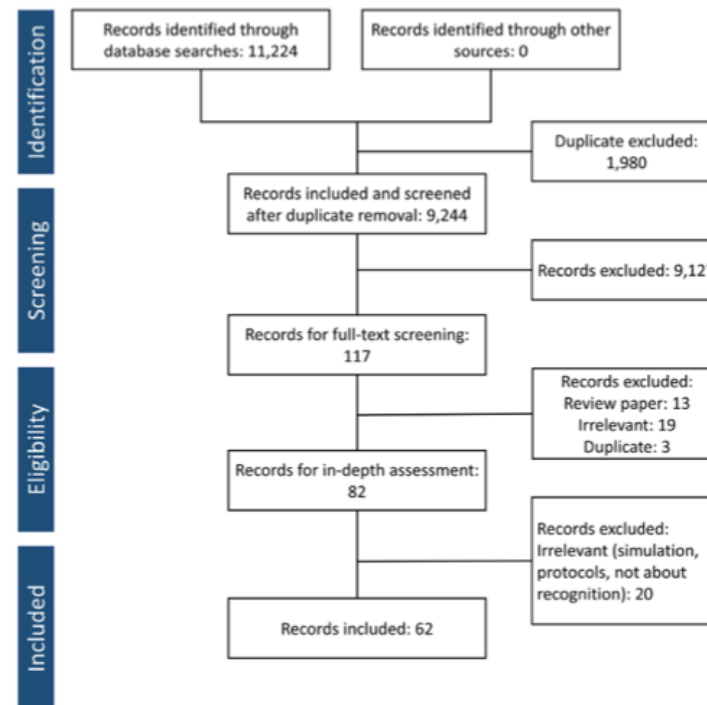 Identification
Records identified through
database searches: 11,224
Records identified through other
sources: 0
Duplicate excluded:
1,980
Screening
Records included and screened
after duplicate removal: 9,244
Records excluded:
Records for full-text screening:
117
Eligibility
Records excluded:
Review paper: 13
Irrelevant: 19
Duplicate: 3
Records for in-depth assessment:
82
Included
Records excluded:
Irrelevant (simulation,
protocols, not about
recognition): 20
Records included: 62